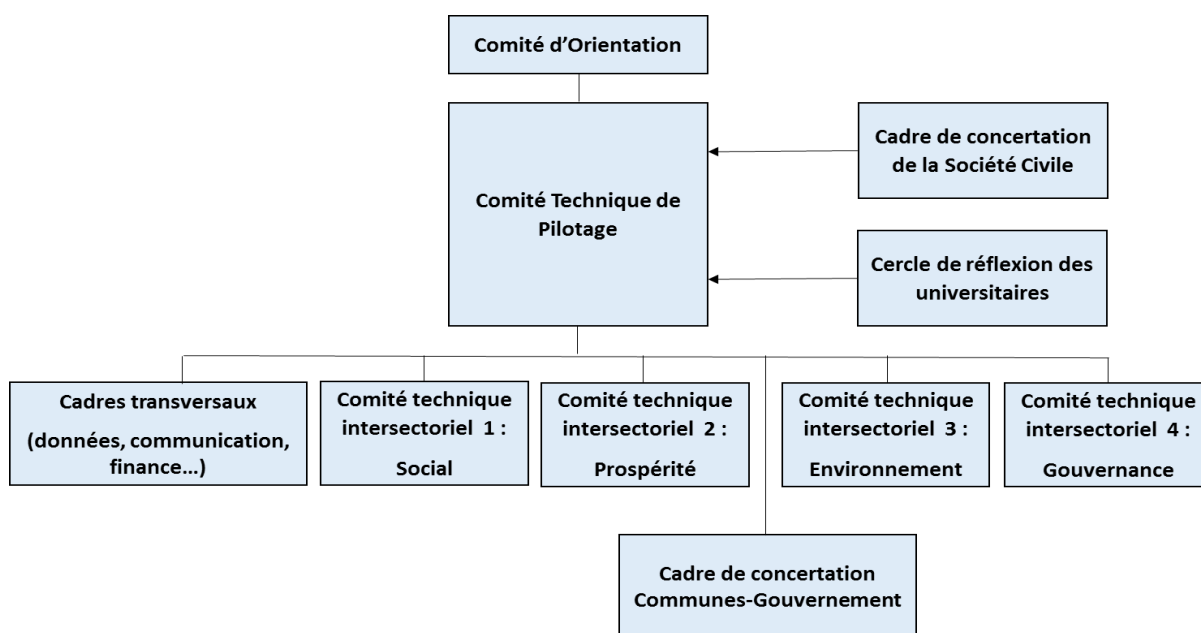 Comité d’Orientation
Comité Technique de
Pilotage
Cadre de concertation
de la Société Civile
Cercle de réflexion des
universitaires
Cadres transversaux
(données, communication,
finance...)
Comité technique
intersectoriel 1 :
Social
Comité technique
intersectoriel 2 :
Prospérité
Comité technique
intersectoriel 3 :
Environnement
Comité technique
intersectoriel 4 :
Gouvernance
Cadre de concertation
Communes-Gouvernement